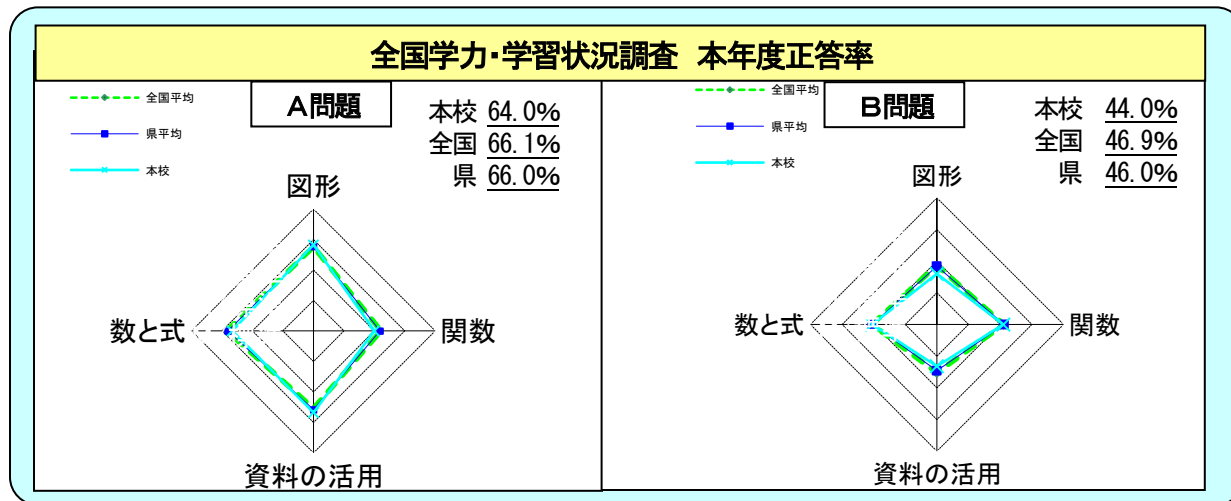 全国学力・学習状況調査 本年度正答率
全国平均
県平均
本校
A問題
本校 64.0%
全国 66.1%
県 66.0%
図形
数と式
関数
資料の活用
全国平均
県平均
本校
B問題
本校 44.0%
全国 46.9%
県 46.0%
図形
数と式
関数
資料の活用